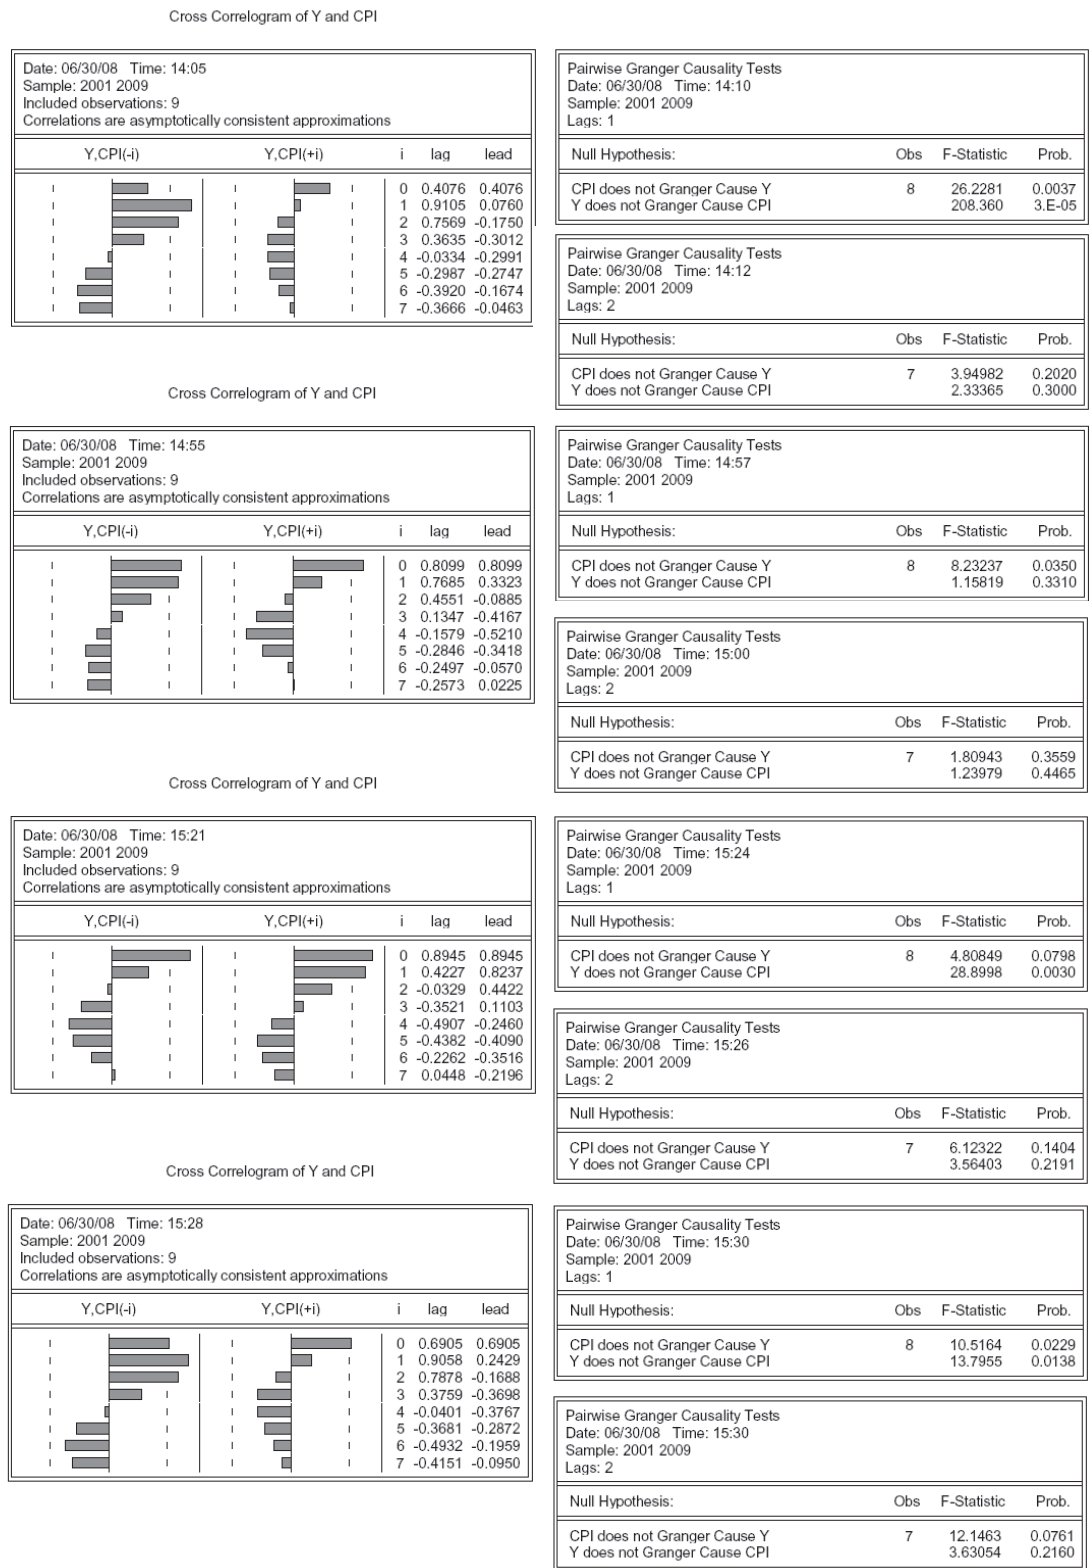 Cross Correlogram of Y and CPI
Date: 06/30/08 Time: 14:05
Sample: 2001 2009
Included observations: 9
Correlations are asymptotically consistent approximations
Y,CPI(-i) Y,CPI(+i) i lag lead
0 0.4076 0.4076
1 0.9105 0.0760
2 0.7569 -0.1750
3 0.3635 -0.3012
4 -0.0334 -0.2991
5 -0.2987 -0.2747
6 -0.3920 -0.1674
7 -0.3666 -0.0463
Pairwise Granger Causality Tests
Date: 06/30/08 Time: 14:10
Sample: 2001 2009
Lags: 1
Null Hypothesis: Obs F-Statistic Prob.
CPI does not Granger Cause Y 8 26.2281 0.0037
Y does not Granger Cause CPI 208.360 3.E-05
Pairwise Granger Causality Tests
Date: 06/30/08 Time: 14:12
Sample: 2001 2009
Lags: 2
Null Hypothesis: Obs F-Statistic Prob.
CPI does not Granger Cause Y 7 3.94982 0.2020
Y does not Granger Cause CPI 2.33365 0.3000
Cross Correlogram of Y and CPI
Date: 06/30/08 Time: 14:55
Sample: 2001 2009
Included observations: 9
Correlations are asymptotically consistent approximations
Y,CPI(-i) Y,CPI(+i) i lag lead
0 0.8099 0.8099
1 0.7685 0.3323
2 0.4551 -0.0885
3 0.1347 -0.4167
4 -0.1579 -0.5210
5 -0.2846 -0.3418
6 -0.2497 -0.0570
7 -0.2573 0.0225
Pairwise Granger Causality Tests
Date: 06/30/08 Time: 14:57
Sample: 2001 2009
Lags: 1
Null Hypothesis: Obs F-Statistic Prob.
CPI does not Granger Cause Y 8 8.23237 0.0350
Y does not Granger Cause CPI 1.15819 0.3310
Pairwise Granger Causality Tests
Date: 06/30/08 Time: 15:00
Sample: 2001 2009
Lags: 2
Null Hypothesis: Obs F-Statistic Prob.
CPI does not Granger Cause Y 7 1.80943 0.3559
Y does not Granger Cause CPI 1.23979 0.4465
Cross Correlogram of Y and CPI
Date: 06/30/08 Time: 15:21
Sample: 2001 2009
Included observations: 9
Correlations are asymptotically consistent approximations
Y,CPI(-i) Y,CPI(+i) i lag lead
0 0.8945 0.8945
1 0.4227 0.8237
2 -0.0329 0.4422
3 -0.3521 0.1103
4 -0.4907 -0.2460
5 -0.4382 -0.4090
6 -0.2262 -0.3516
7 0.0448 -0.2196
Pairwise Granger Causality Tests
Date: 06/30/08 Time: 15:24
Sample: 2001 2009
Lags: 1
Null Hypothesis: Obs F-Statistic Prob.
CPI does not Granger Cause Y 8 4.80849 0.0798
Y does not Granger Cause CPI 28.8998 0.0030
Pairwise Granger Causality Tests
Date: 06/30/08 Time: 15:26
Sample: 2001 2009
Lags: 2
Null Hypothesis: Obs F-Statistic Prob.
CPI does not Granger Cause Y 7 6.12322 0.1404
Y does not Granger Cause CPI 3.56403 0.2191
Cross Correlogram of Y and CPI
Date: 06/30/08 Time: 15:28
Sample: 2001 2009
Included observations: 9
Correlations are asymptotically consistent approximations
Y,CPI(-i) Y,CPI(+i) i lag lead
0 0.6905 0.6905
1 0.9058 0.2429
2 0.7878 -0.1688
3 0.3759 -0.3698
4 -0.0401 -0.3767
5 -0.3681 -0.2872
6 -0.4932 -0.1959
7 -0.4151 -0.0950
Pairwise Granger Causality Tests
Date: 06/30/08 Time: 15:30
Sample: 2001 2009
Lags: 1
Null Hypothesis: Obs F-Statistic Prob.
CPI does not Granger Cause Y 8 10.5164 0.0229
Y does not Granger Cause CPI 13.7955 0.0138
Pairwise Granger Causality Tests
Date: 06/30/08 Time: 15:30
Sample: 2001 2009
Lags: 2
Null Hypothesis: Obs F-Statistic Prob.
CPI does not Granger Cause Y 7 12.1463 0.0761
Y does not Granger Cause CPI 3.63054 0.2160